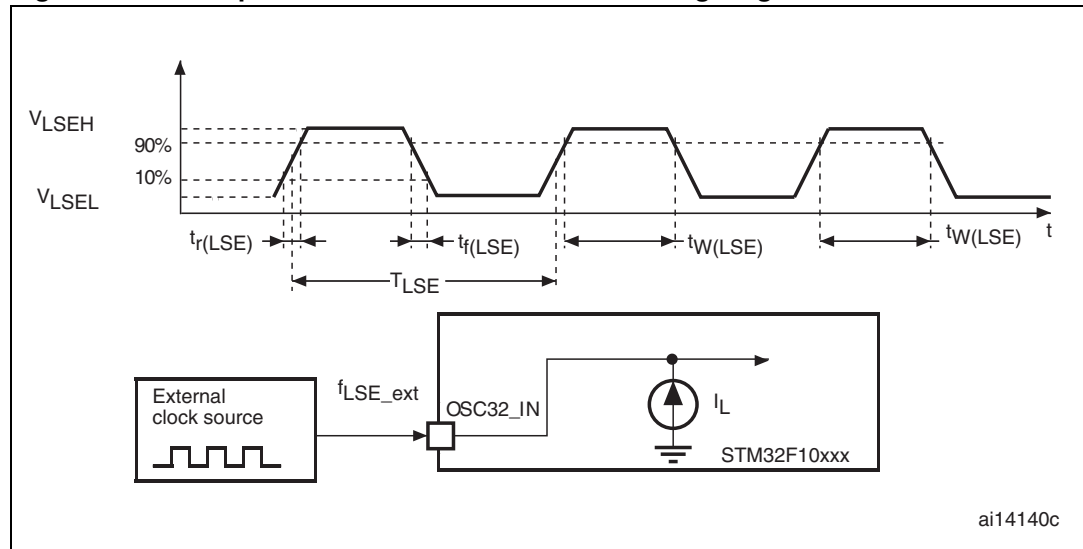 V_LSEH
90%
10%
V_LSEL
t_r(LSE)
t_f(LSE)
t_W(LSE)
t_W(LSE)
t
T_LSE
External
clock source
f_LSE_ext
OSC32_IN
I_L
STM32F10xxx
ai14140c